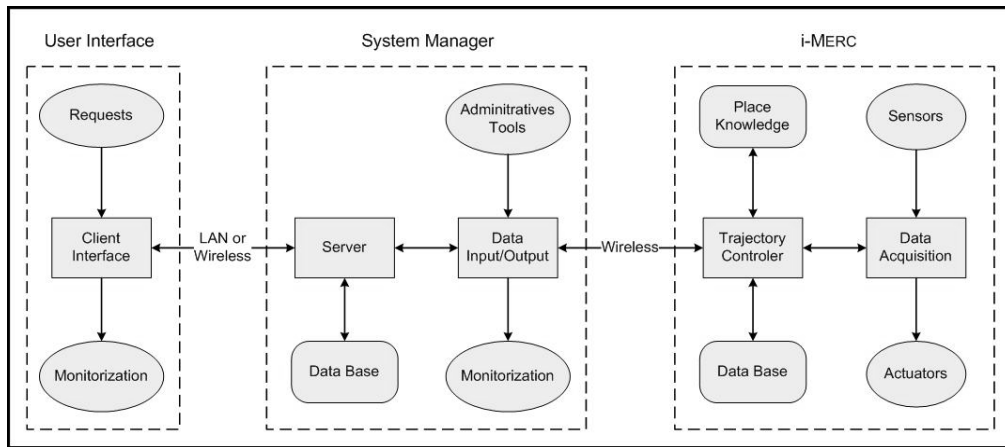 User Interface
System Manager
i-MERC
Requests
Adminitratives
Tools
Place
Knowledge
Sensors
Client
Interface
LAN or
Wireless
Server
Data
Input/Output
Wireless
Trajectory
Controler
Data
Acquisition
Monitorization
Data Base
Monitorization
Data Base
Actuators